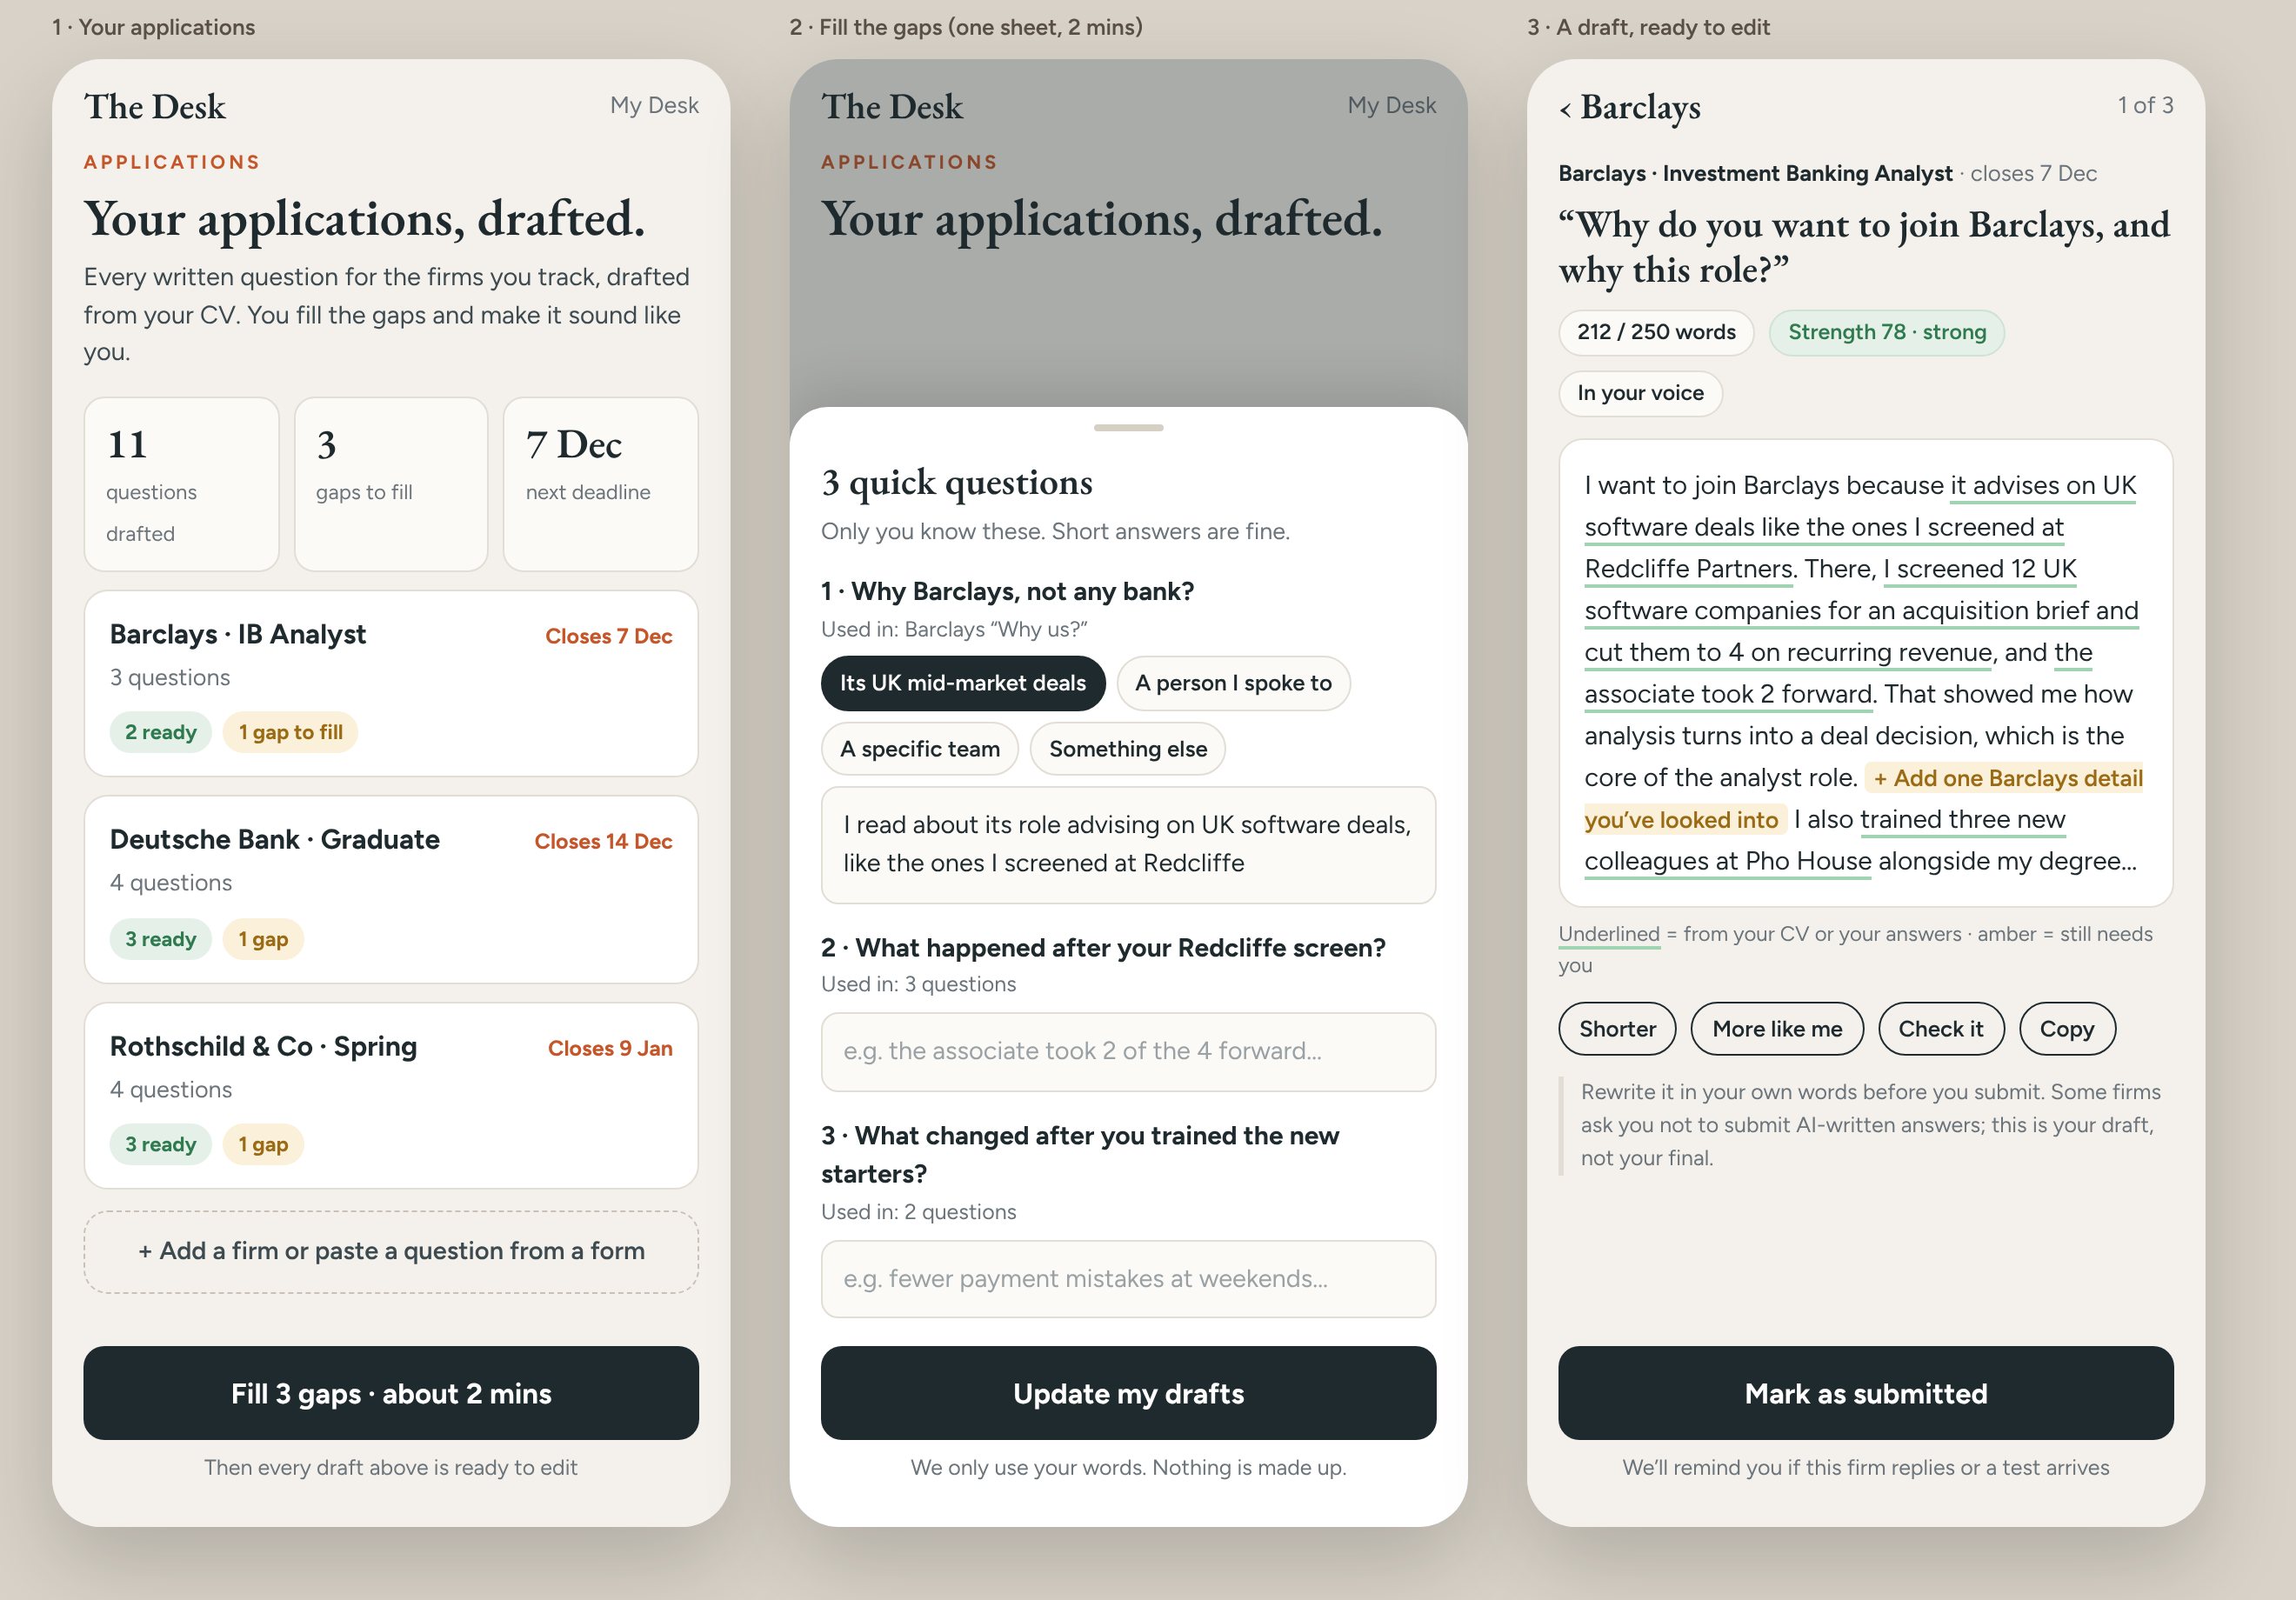 1 · Your applications
The Desk
My Desk
APPLICATIONS
Your applications, drafted.
Every written question for the firms you track, drafted
from your CV. You fill the gaps and make it sound like
you.
11
questions
drafted
3
gaps to fill
7 Dec
next deadline
Barclays · IB Analyst
Closes 7 Dec
3 questions
2 ready
1 gap to fill
Deutsche Bank · Graduate
Closes 14 Dec
4 questions
3 ready
1 gap
Rothschild & Co · Spring
Closes 9 Jan
4 questions
3 ready
1 gap
+ Add a firm or paste a question from a form
Fill 3 gaps · about 2 mins
Then every draft above is ready to edit
2 · Fill the gaps (one sheet, 2 mins)
The Desk
My Desk
APPLICATIONS
Your applications, drafted.
3 quick questions
Only you know these. Short answers are fine.
1 · Why Barclays, not any bank?
Used in: Barclays “Why us?”
Its UK mid-market deals
A person I spoke to
A specific team
Something else
I read about its role advising on UK software deals,
like the ones I screened at Redcliffe
2 · What happened after your Redcliffe screen?
Used in: 3 questions
e.g. the associate took 2 of the 4 forward…
3 · What changed after you trained the new
starters?
Used in: 2 questions
e.g. fewer payment mistakes at weekends…
Update my drafts
We only use your words. Nothing is made up.
3 · A draft, ready to edit
‹ Barclays
1 of 3
Barclays · Investment Banking Analyst · closes 7 Dec
“Why do you want to join Barclays, and
why this role?”
212 / 250 words
Strength 78 · strong
In your voice
I want to join Barclays because it advises on UK
software deals like the ones I screened at
Redcliffe Partners. There, I screened 12 UK
software companies for an acquisition brief and
cut them to 4 on recurring revenue, and the
associate took 2 forward. That showed me how
analysis turns into a deal decision, which is the
core of the analyst role. + Add one Barclays detail
you’ve looked into I also trained three new
colleagues at Pho House alongside my degree…
Underlined = from your CV or your answers · amber = still needs
you
Shorter
More like me
Check it
Copy
Rewrite it in your own words before you submit. Some firms
ask you not to submit AI-written answers; this is your draft,
not your final.
Mark as submitted
We’ll remind you if this firm replies or a test arrives